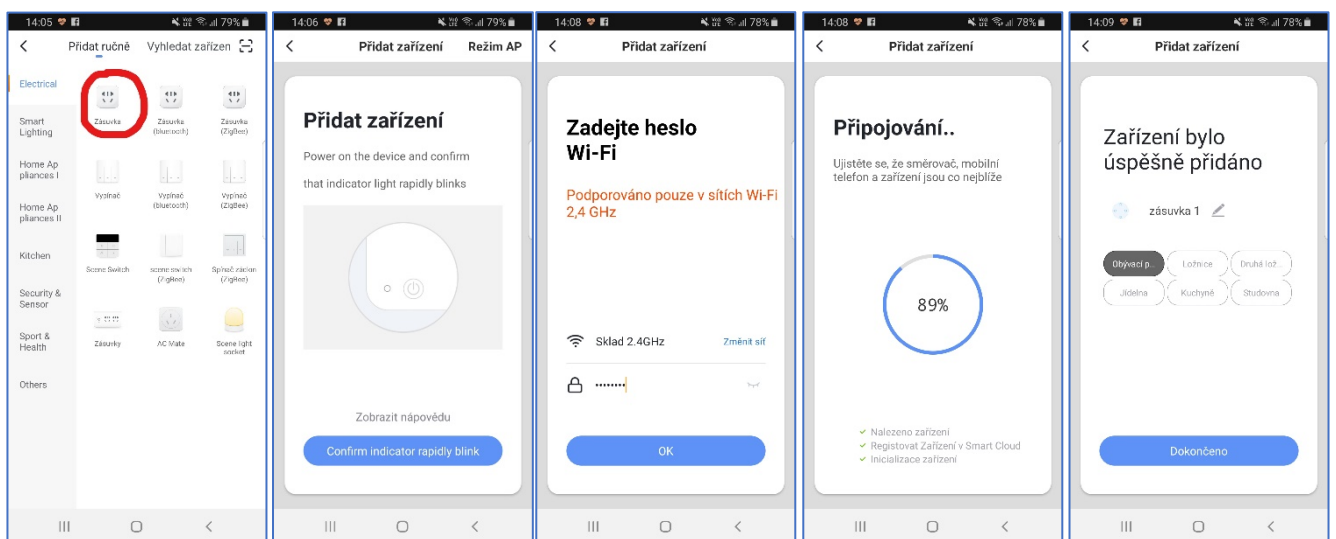 14:05
79%
Přidat ručně
Vyhledat zařízen
Electrical
Zásuvka
Zásuvka
(bluetooth)
Zásuvka
(ZigBee)
Smart
Lighting
Home Ap
pliances I
Vypínač
Vypínač
(bluetooth)
Vypínač
(ZigBee)
Home Ap
pliances II
Kitchen
Scene Switch
scene switch
(ZigBee)
Spínač záclon
(ZigBee)
Security &
Sensor
Sport &
Health
Zásuvky
AC Mate
Scene light
socket
Others
14:06
79%
Přidat zařízení
Režim AP
Přidat zařízení
Power on the device and confirm
that indicator light rapidly blinks
Zobrazit nápovědu
Confirm indicator rapidly blink
14:08
78%
Přidat zařízení
Zadejte heslo
Wi-Fi
Podporováno pouze v sítích Wi-Fi
2,4 GHz
Sklad 2.4GHz
Změnit síť
OK
14:08
78%
Přidat zařízení
Připojování..
Ujistěte se, že směrovač, mobilní
telefon a zařízení jsou co nejblíže
89%
Nalezeno zařízení
Registovat Zařízení v Smart Cloud
Inicializace zařízení
14:09
78%
Přidat zařízení
Zařízení bylo
úspěšně přidáno
zásuvka 1
Obývací p...
Ložnice
Druhá lož...
Jídelna
Kuchyně
Studovna
Dokončeno